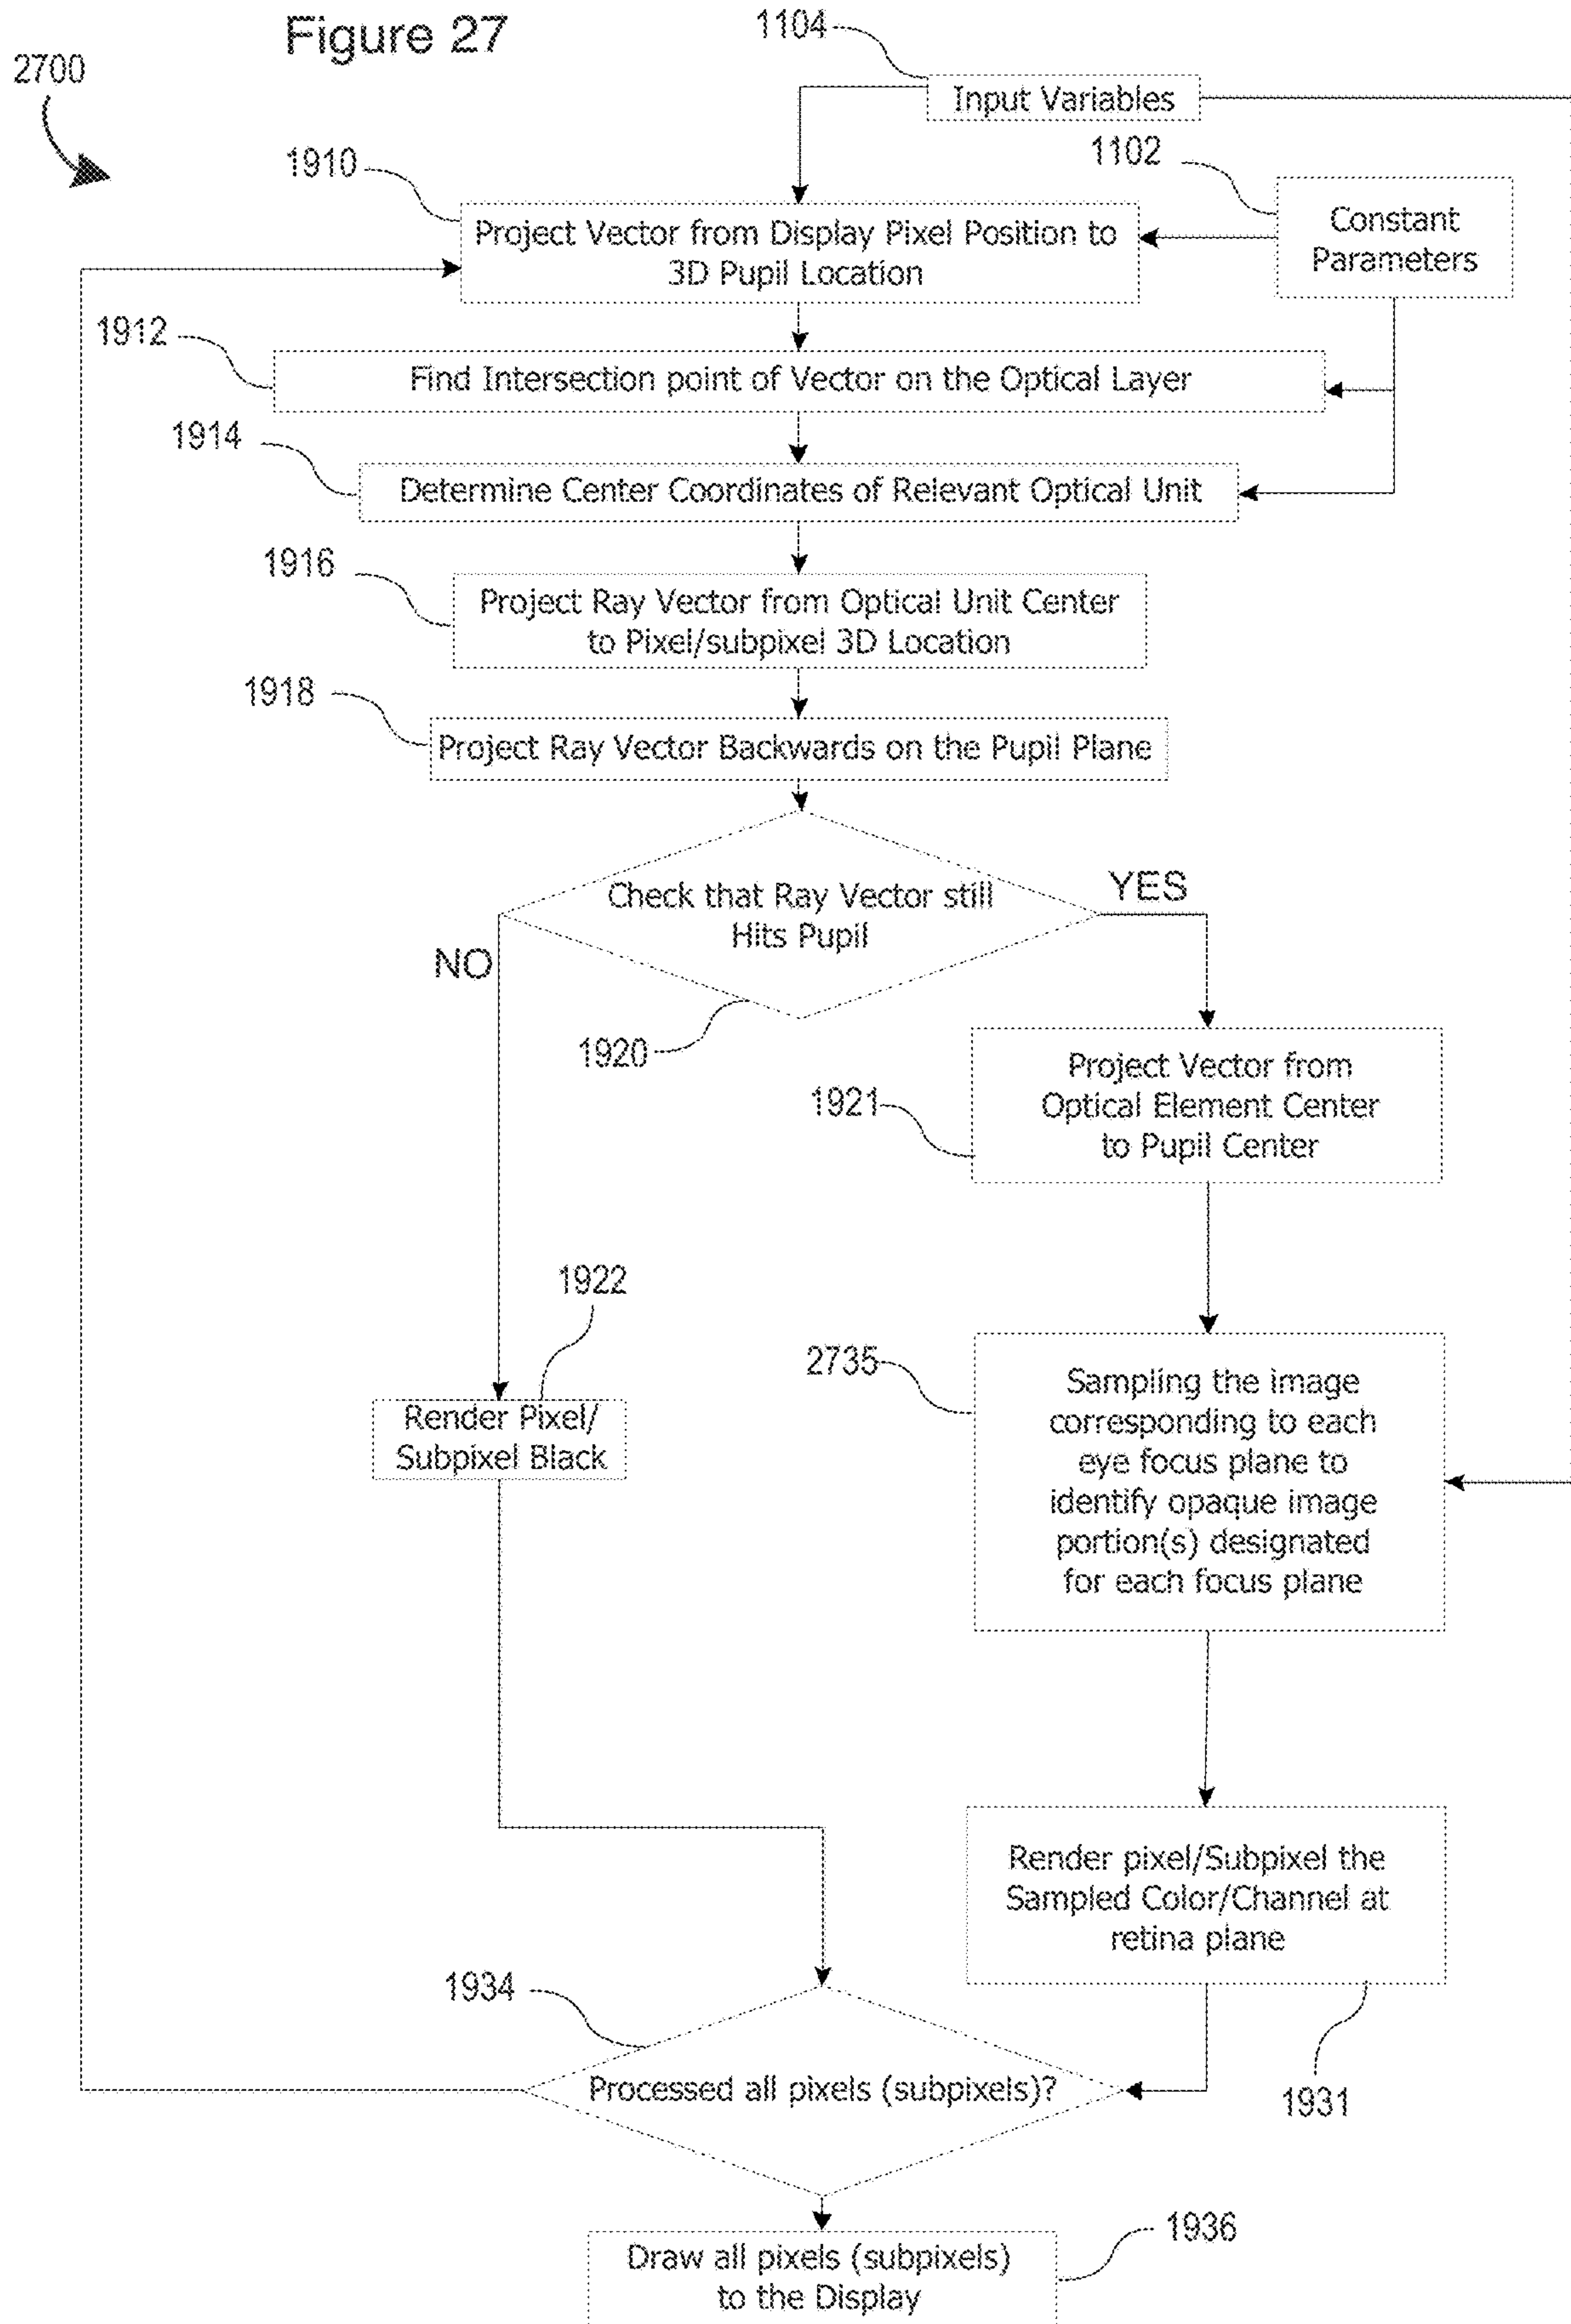 Figure 27
1104
2700
Input Variables
1102
1910
Constant
Parameters
Project Vector from Display Pixel Position to
3D Pupil Location
1912
Find Intersection point of Vector on the Optical Layer
1914
Determine Center Coordinates of Relevant Optical Unit
1916
Project Ray Vector from Optical Unit Center
to Pixel/subpixel 3D Location
1918
Project Ray Vector Backwards on the Pupil Plane
Check that Ray Vector still
Hits Pupil
YES
NO
1920
Project Vector from
Optical Element Center
to Pupil Center
1921
1922
Render Pixel/
Subpixel Black
2735
Sampling the image
corresponding to each
eye focus plane to
identify opaque image
portion(s) designated
for each focus plane
Render pixel/Subpixel the
Sampled Color/Channel at
retina plane
1934
Processed all pixels (subpixels)?
1931
1936
Draw all pixels (subpixels)
to the Display